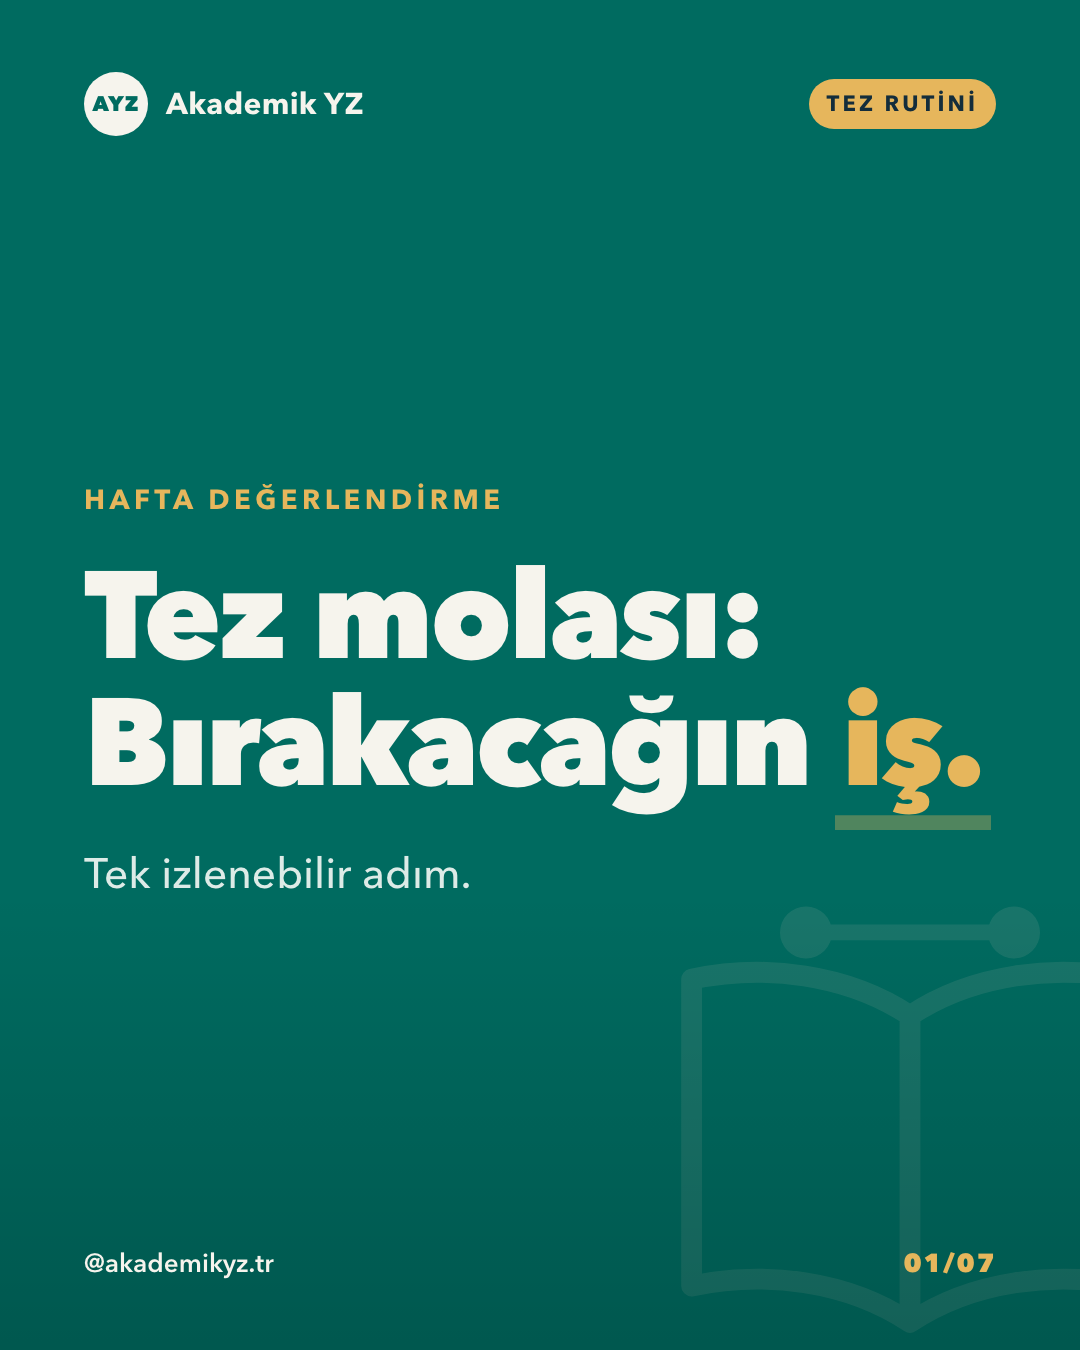 AYZ Akademik YZ
TEZ RUTİNİ
HAFTA DEĞERLENDİRME
Tez molası:
Bırakacağın iş.
Tek izlenebilir adım.
@akademikyz.tr
01/07